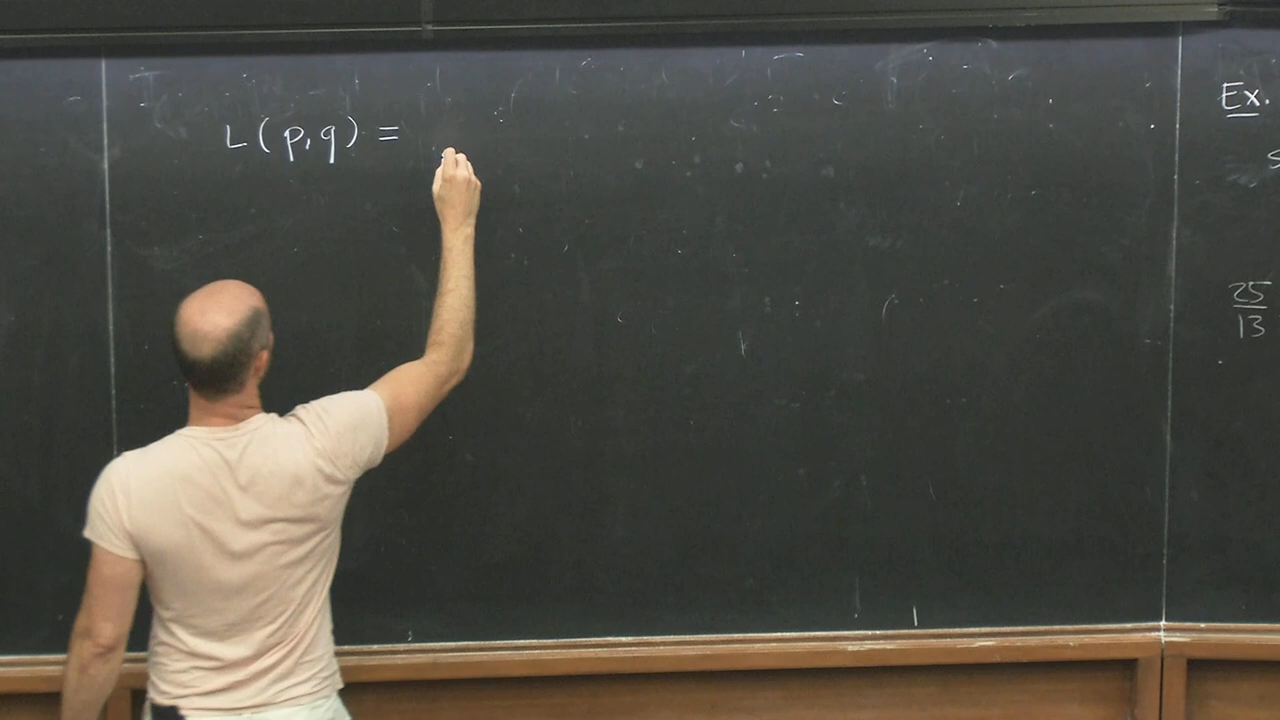 L(p,q) =
Ex.
25
13